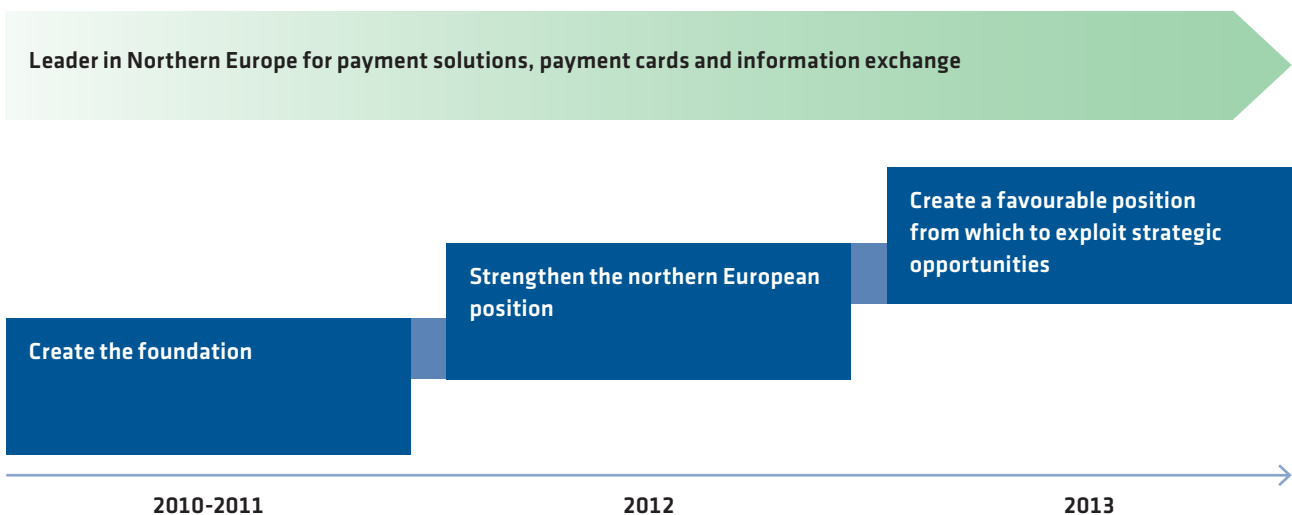 Leader in Northern Europe for payment solutions, payment cards and information exchange
Create a favourable position
from which to exploit strategic
opportunities
Strengthen the northern European
position
Create the foundation
2010-2011
2012
2013